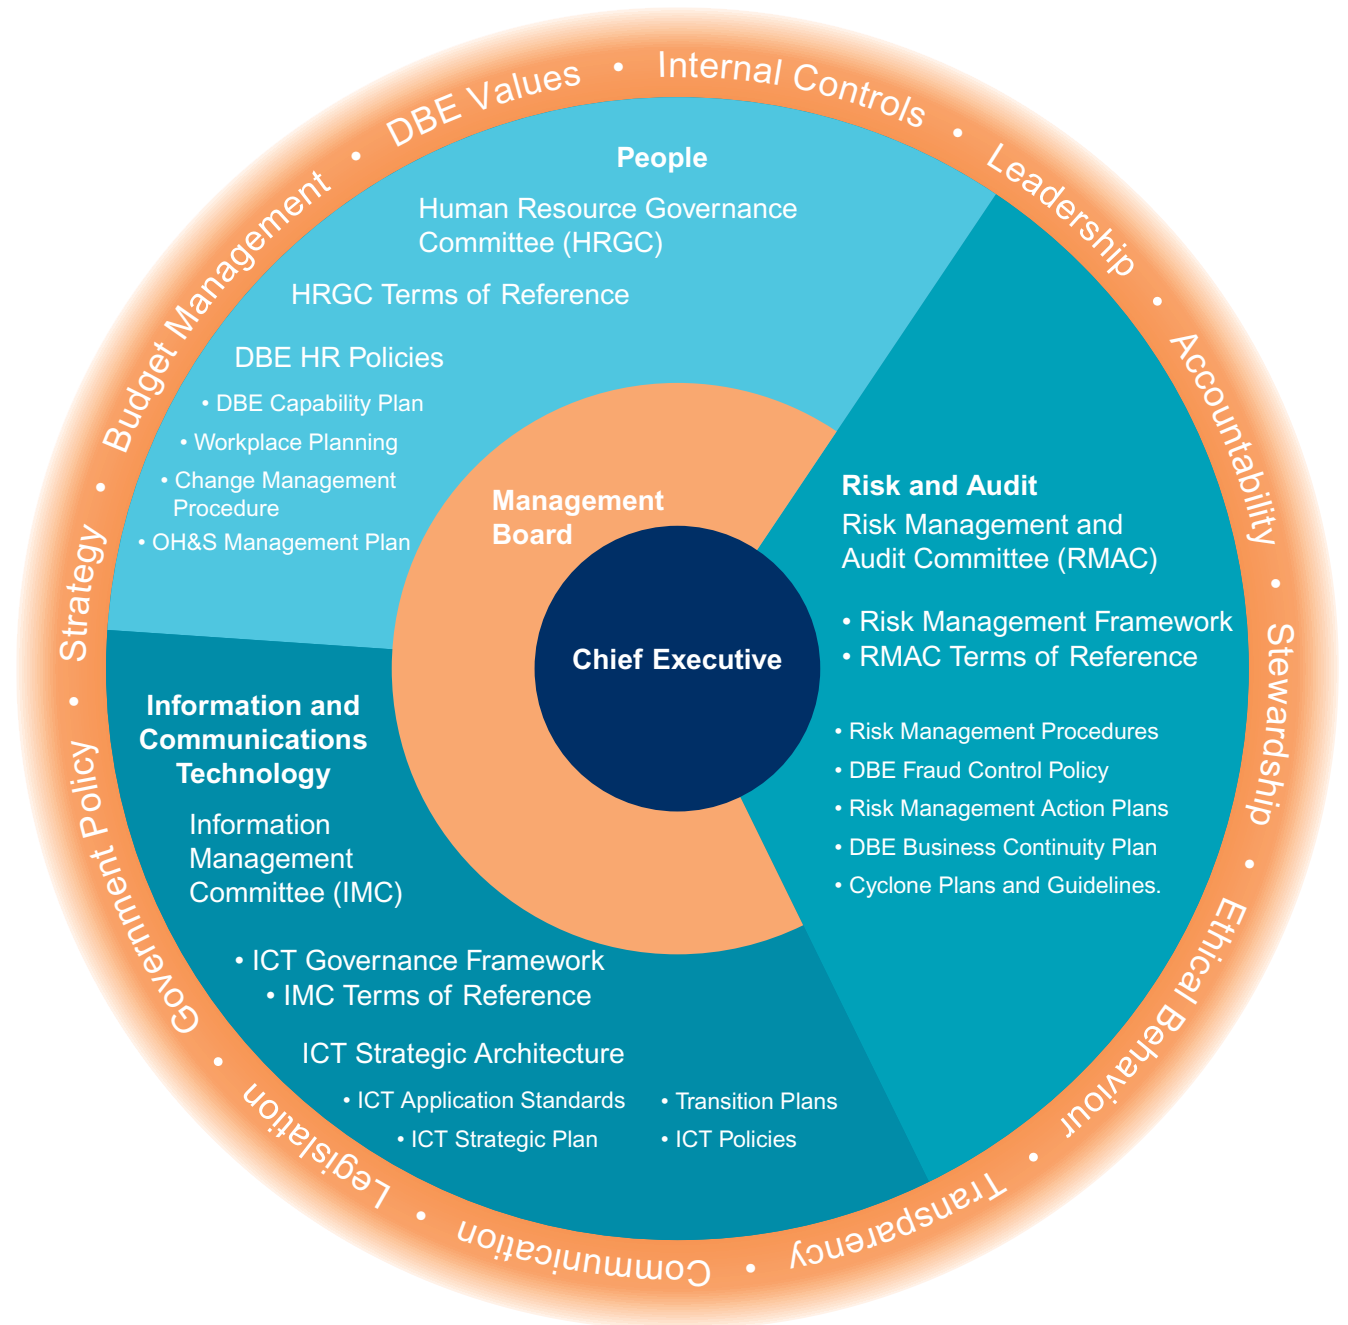 DBE Values • Internal Controls • Leadership • Accountability • Stewardship • Ethical Behaviour • Transparency • Communication • Legislation • Government Policy • Strategy • Budget Management •
People
Human Resource Governance
Committee (HRGC)
HRGC Terms of Reference
DBE HR Policies
• DBE Capability Plan
• Workplace Planning
• Change Management
Procedure
• OH&S Management Plan
Management
Board
Chief Executive
Risk and Audit
Risk Management and
Audit Committee (RMAC)
• Risk Management Framework
• RMAC Terms of Reference
• Risk Management Procedures
• DBE Fraud Control Policy
• Risk Management Action Plans
• DBE Business Continuity Plan
• Cyclone Plans and Guidelines.
Information and
Communications
Technology
Information
Management
Committee (IMC)
• ICT Governance Framework
• IMC Terms of Reference
ICT Strategic Architecture
• ICT Application Standards
• ICT Strategic Plan
• Transition Plans
• ICT Policies